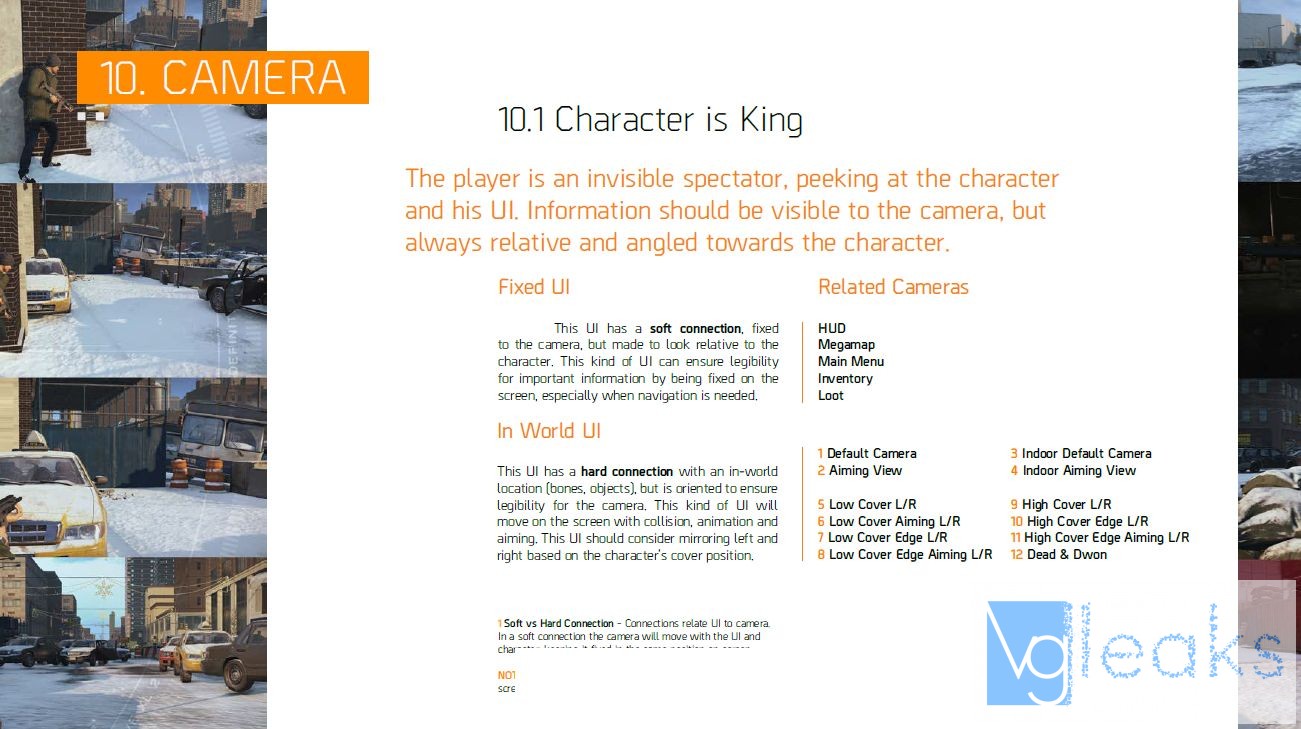 10. CAMERA
10.1 Character is King
The player is an invisible spectator, peeking at the character
and his UI. Information should be visible to the camera, but
always relative and angled towards the character.
Fixed UI
This UI has a soft connection, fixed
to the camera, but made to look relative to the
character. This kind of UI can ensure legibility
for important information by being fixed on the
screen, especially when navigation is needed.
Related Cameras
HUD
Megamap
Main Menu
Inventory
Loot
In World UI
This UI has a hard connection with an in-world
location (bones, objects), but is oriented to ensure
legibility for the camera. This kind of UI will
move on the screen with collision, animation and
aiming. This UI should consider mirroring left and
right based on the character's cover position.
1 Default Camera
2 Aiming View
5 Low Cover L/R
6 Low Cover Aiming L/R
7 Low Cover Edge L/R
8 Low Cover Edge Aiming L/R
3 Indoor Default Camera
4 Indoor Aiming View
9 High Cover L/R
10 High Cover Edge L/R
11 High Cover Edge Aiming L/R
12 Dead & Dwon
1 Soft vs Hard Connection - Connections relate UI to camera.
In a soft connection the camera will move with the UI and
vgleaks